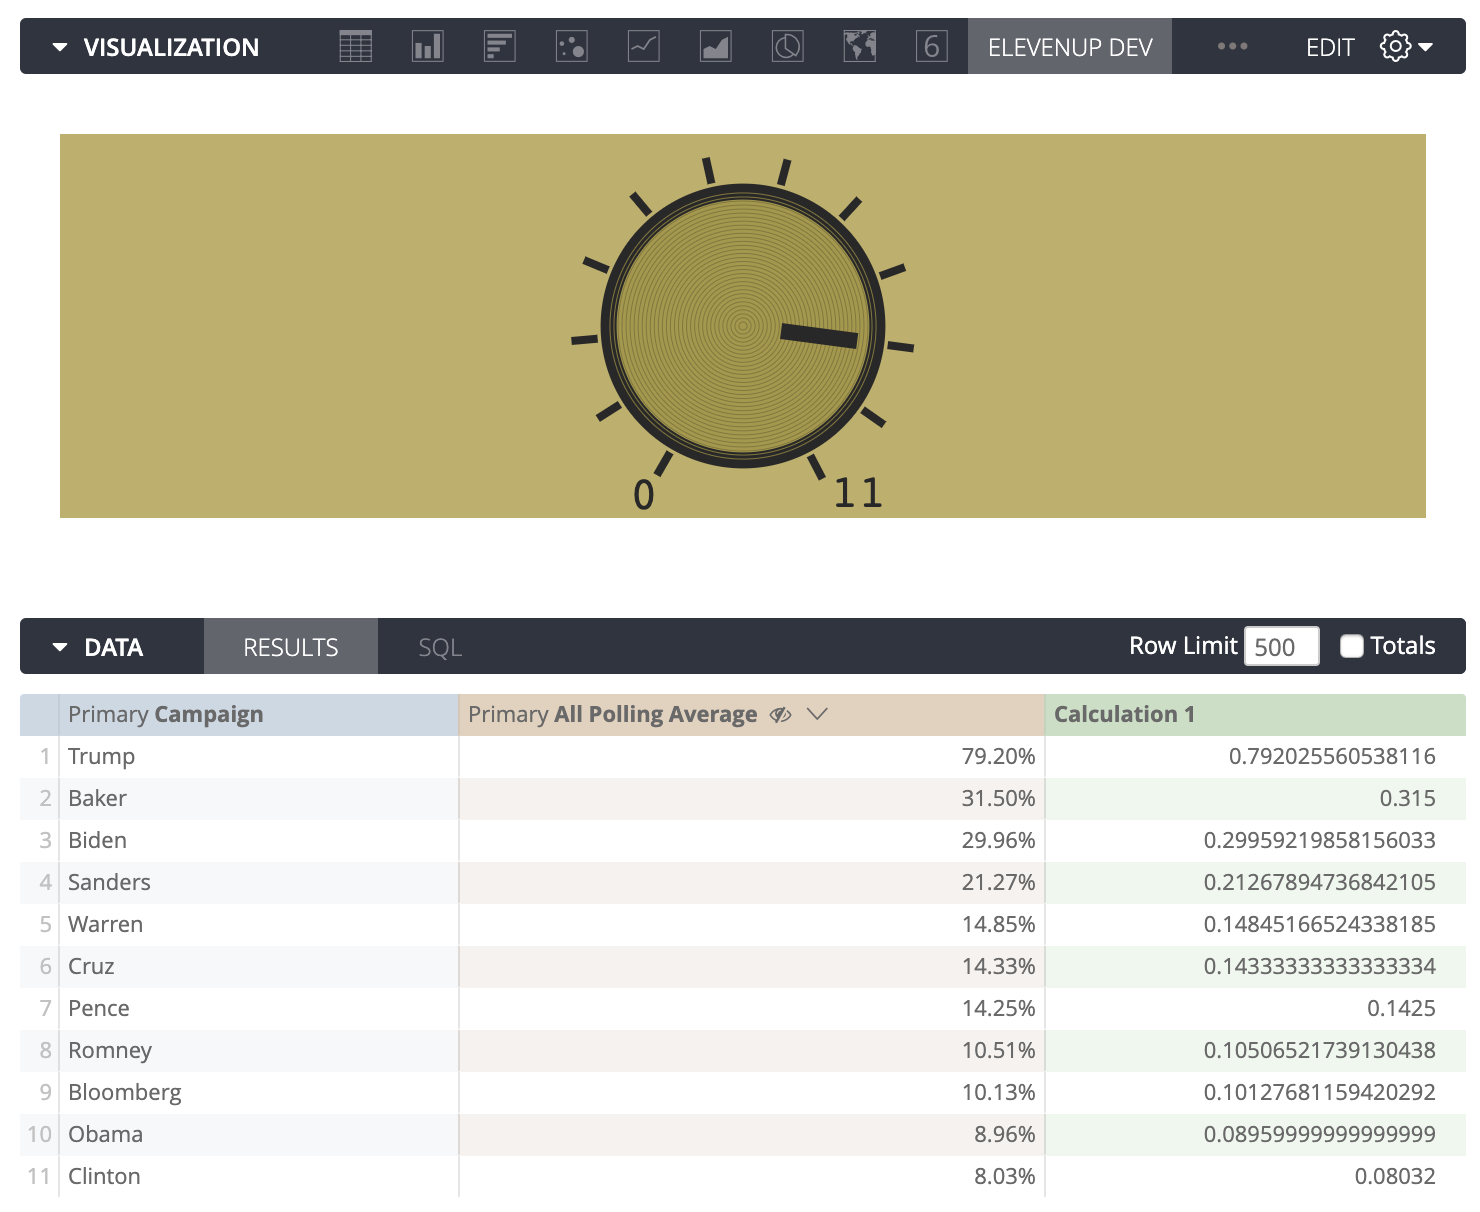 VISUALIZATION 6 ELEVENUP DEV ••• EDIT
0 11
DATA RESULTS SQL Row Limit 500 Totals
Primary Campaign Primary All Polling Average Calculation 1
1 Trump 79.20% 0.792025560538116
2 Baker 31.50% 0.315
3 Biden 29.96% 0.29959219858156033
4 Sanders 21.27% 0.21267894736842105
5 Warren 14.85% 0.14845166524338185
6 Cruz 14.33% 0.14333333333333334
7 Pence 14.25% 0.1425
8 Romney 10.51% 0.10506521739130438
9 Bloomberg 10.13% 0.10127681159420292
10 Obama 8.96% 0.08959999999999999
11 Clinton 8.03% 0.08032